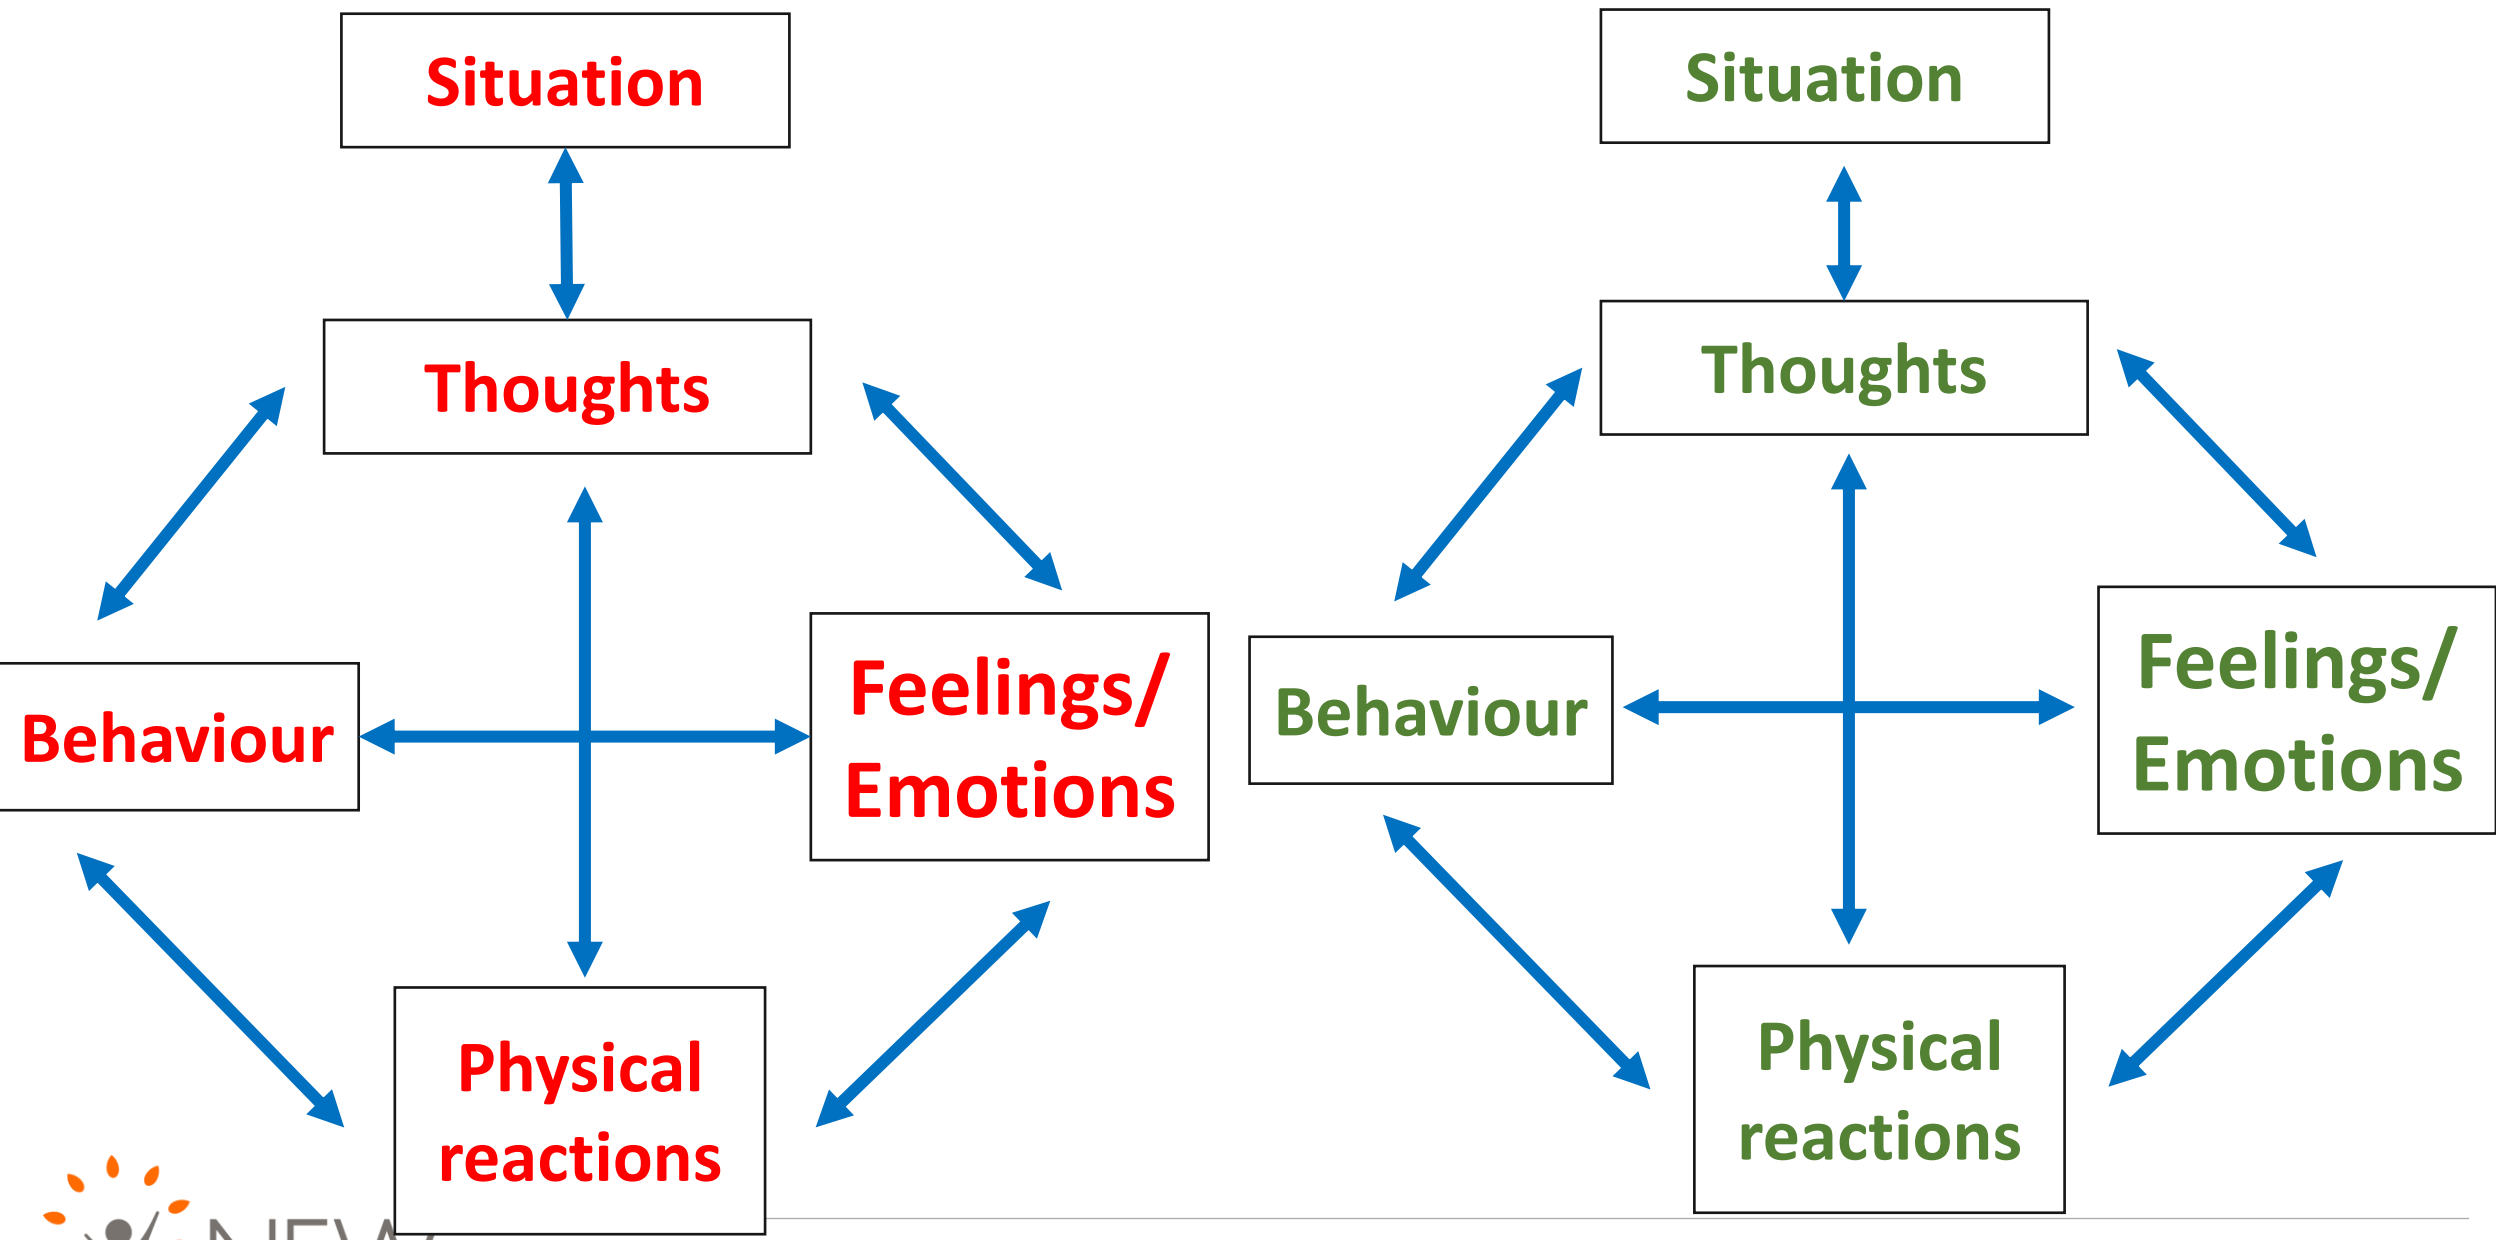 Situation
Thoughts
Behaviour
Feelings/
Emotions
Physical
reactions
Situation
Thoughts
Behaviour
Feelings/
Emotions
Physical
reactions